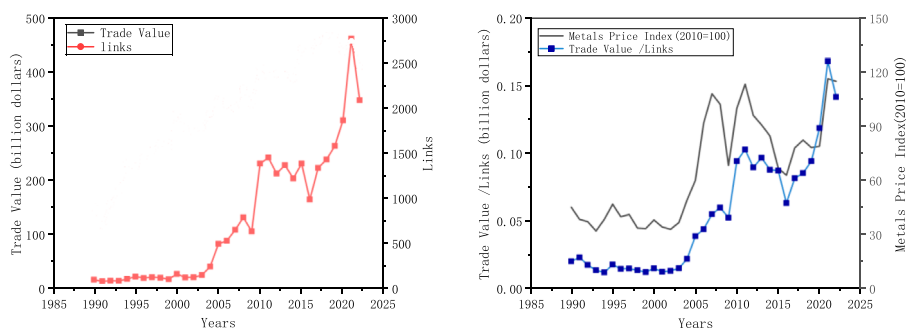 500
400
300
200
100
0
Trade Value (billion dollars)
3000
2500
2000
1500
1000
500
0
Links
Trade Value
links
1985 1990 1995 2000 2005 2010 2015 2020 2025
Years
0.20
0.15
0.10
0.05
0.00
Trade Value /Links (billion dollars)
150
120
90
60
30
0
Metals Price Index(2010=100)
Metals Price Index(2010=100)
Trade Value /Links
1985 1990 1995 2000 2005 2010 2015 2020 2025
Years